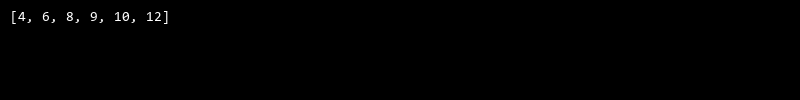 [4, 6, 8, 9, 10, 12]